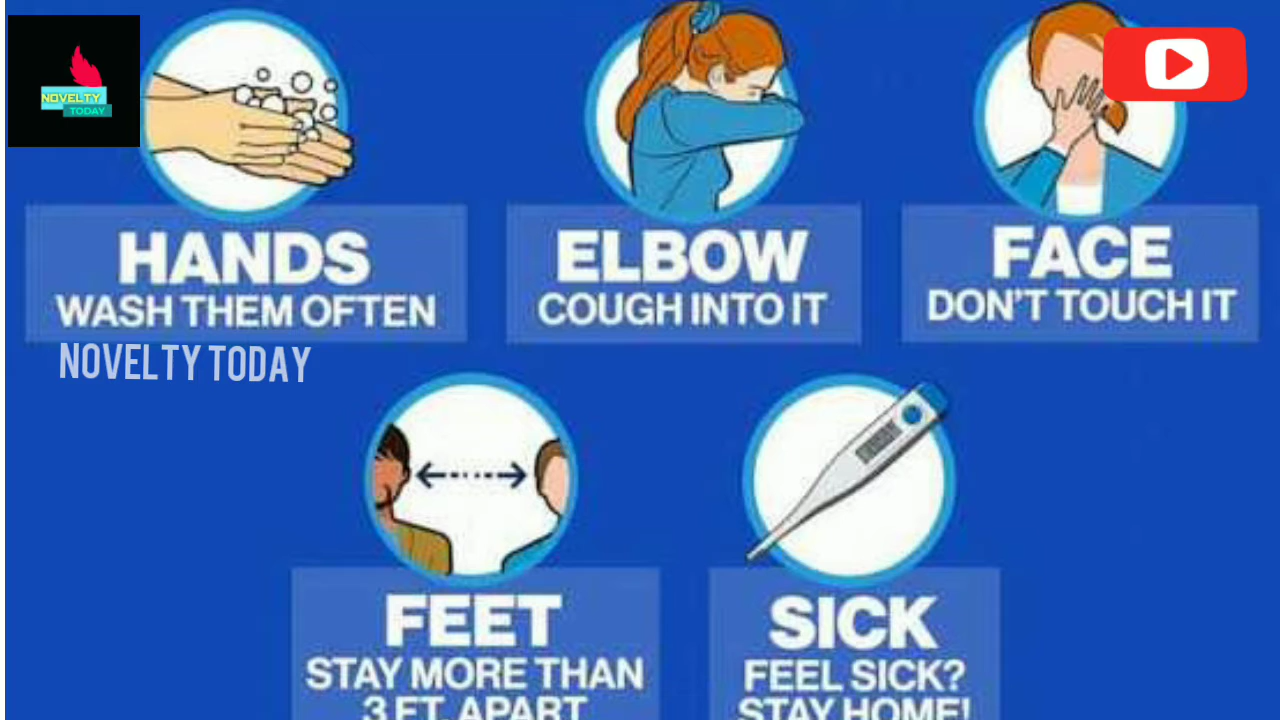 NOVELTY
TODAY
HANDS
WASH THEM OFTEN
ELBOW
COUGH INTO IT
FACE
DON'T TOUCH IT
NOVELTY TODAY
FEET
STAY MORE THAN
3 FT. APART
SICK
FEEL SICK?
STAY HOME!